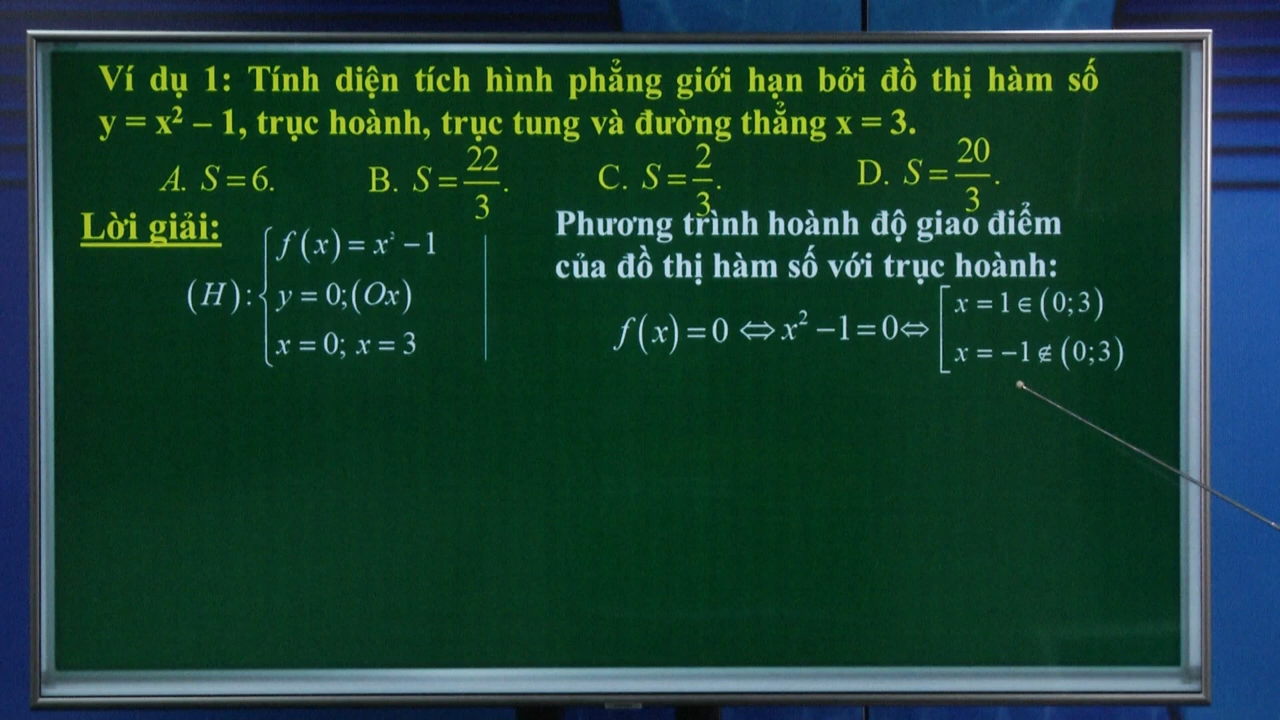 Ví dụ 1: Tính diện tích hình phẳng giới hạn bởi đồ thị hàm số
y = x² – 1, trục hoành, trục tung và đường thẳng x = 3.
A. S = 6. B. S = 22/3. C. S = 2/3. D. S = 20/3.
Lời giải:
(H): { f(x) = x² – 1
y = 0; (Ox)
x = 0; x = 3
Phương trình hoành độ giao điểm
của đồ thị hàm số với trục hoành:
f(x) = 0 ⇔ x² – 1 = 0 ⇔ [ x = 1 ∈ (0;3)
x = –1 ∉ (0;3)